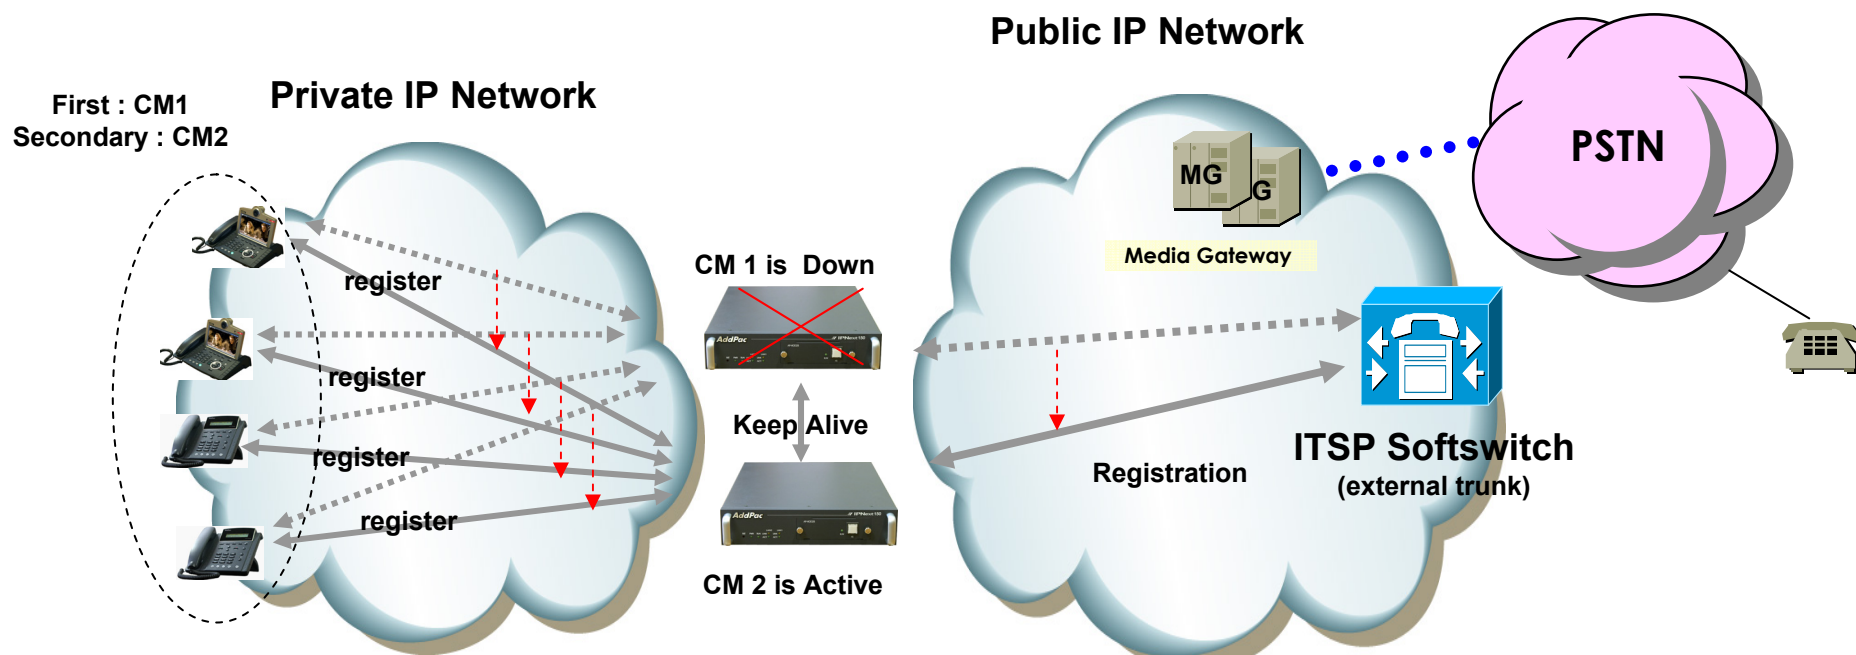 Public IP Network
Private IP Network
First : CM1
Secondary : CM2
PSTN
MG
G
Media Gateway
CM 1 is Down
register
register
register
register
AddPac
Keep Alive
AddPac
CM 2 is Active
Registration
ITSP Softswitch
(external trunk)